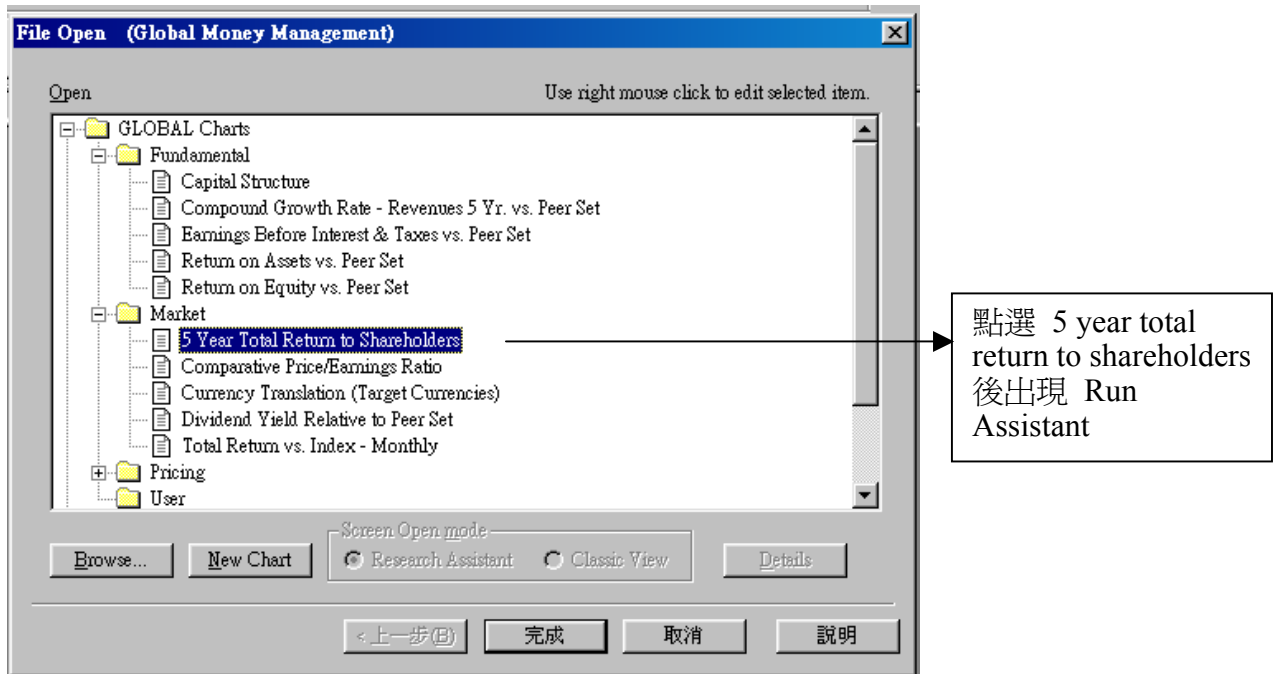 File Open (Global Money Management)
Open
Use right mouse click to edit selected item.
GLOBAL Charts
Fundamental
Capital Structure
Compound Growth Rate - Revenues 5 Yr. vs. Peer Set
Earnings Before Interest & Taxes vs. Peer Set
Return on Assets vs. Peer Set
Return on Equity vs. Peer Set
Market
5 Year Total Return to Shareholders
Comparative Price/Earnings Ratio
Currency Translation (Target Currencies)
Dividend Yield Relative to Peer Set
Total Return vs. Index - Monthly
Pricing
User
Screen Open mode
Browse...
New Chart
Research Assistant
Classic View
Details
<上一步(B)
完成
取消
說明
點選 5 year total
return to shareholders
後出現 Run
Assistant